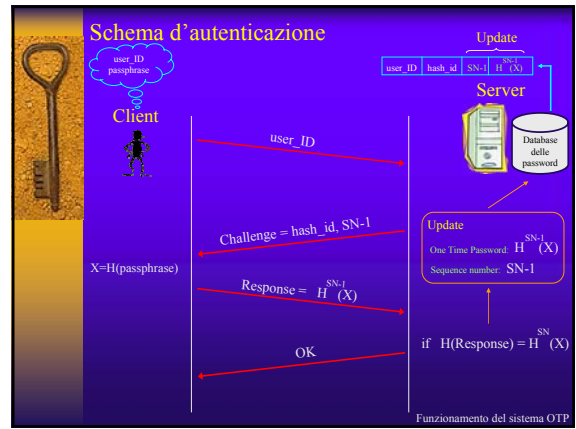 Schema d'autenticazione
user_ID
passphrase
Update
user_ID hash_id SN-1 H^SN-1(X)
Client
Server
Database
delle
password
user_ID
Challenge = hash_id, SN-1
Update
One Time Password: H^SN-1(X)
Sequence number: SN-1
X=H(passphrase)
Response = H^SN-1(X)
if H(Response) = H^SN(X)
OK
Funzionamento del sistema OTP